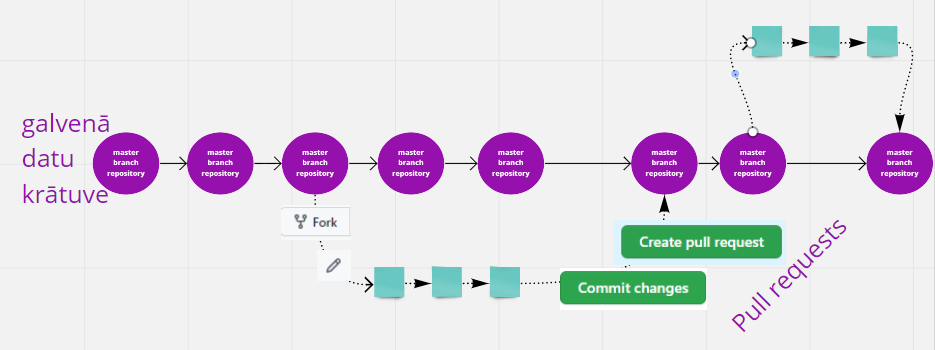 galvenā
datu
krātuve
master
branch
repository
master
branch
repository
master
branch
repository
master
branch
repository
master
branch
repository
master
branch
repository
master
branch
repository
master
branch
repository
Fork
Create pull request
Commit changes
Pull requests